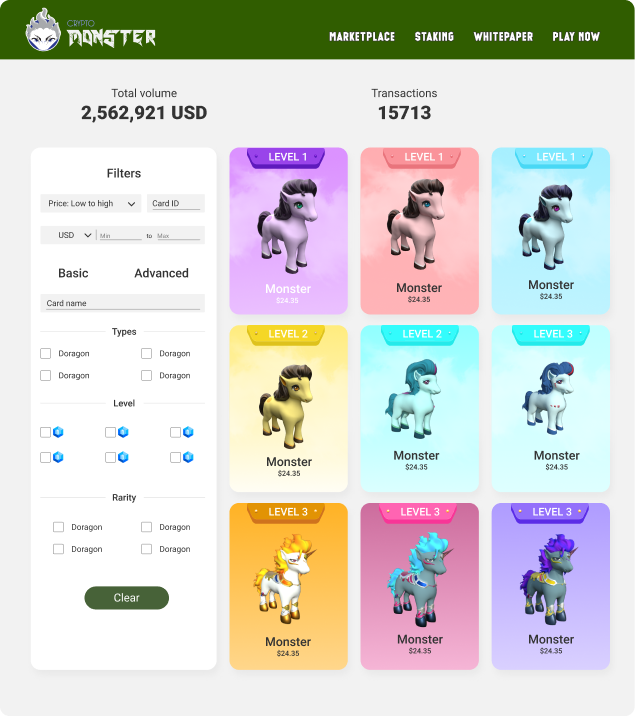 CRYPTO
MONSTER
MARKETPLACE STAKING WHITEPAPER PLAY NOW
Total volume
2,562,921 USD
Transactions
15713
Filters
Price: Low to high Card ID
USD Min to Max
Basic Advanced
Card name
Types
Doragon Doragon
Doragon Doragon
Level
Rarity
Doragon Doragon
Doragon Doragon
Clear
LEVEL 1
Monster
$24.35
LEVEL 1
Monster
$24.35
LEVEL 1
Monster
$24.35
LEVEL 2
Monster
$24.35
LEVEL 2
Monster
$24.35
LEVEL 3
Monster
$24.35
LEVEL 3
Monster
$24.35
LEVEL 3
Monster
$24.35
LEVEL 3
Monster
$24.35